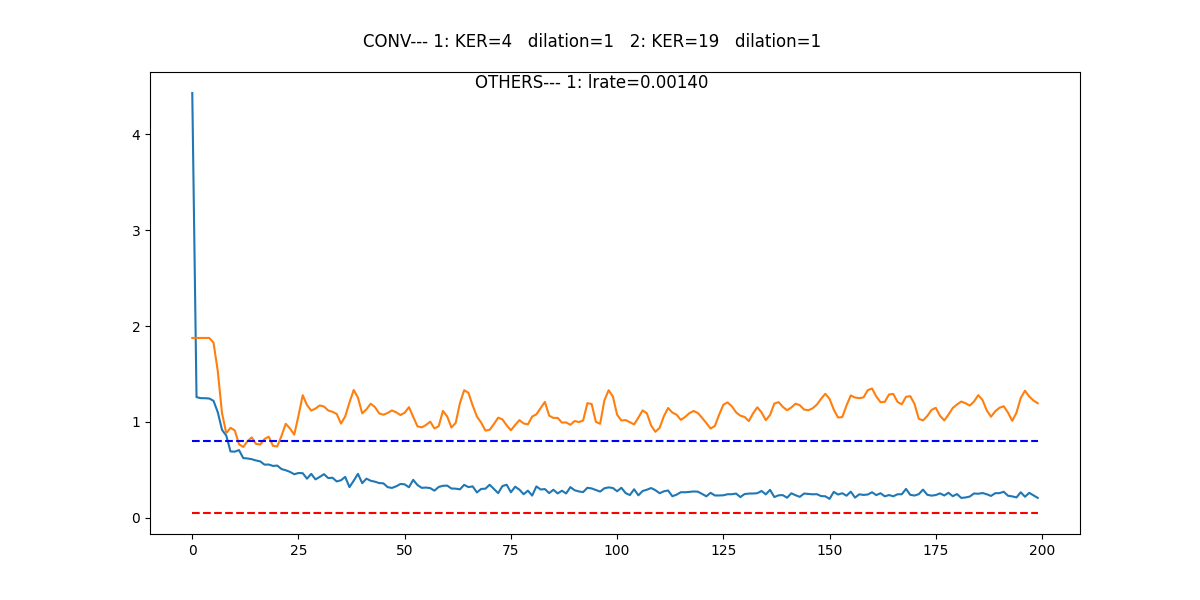 CONV--- 1: KER=4   dilation=1   2: KER=19   dilation=1
OTHERS--- 1: lrate=0.00140
4
3
2
1
0
0 25 50 75 100 125 150 175 200